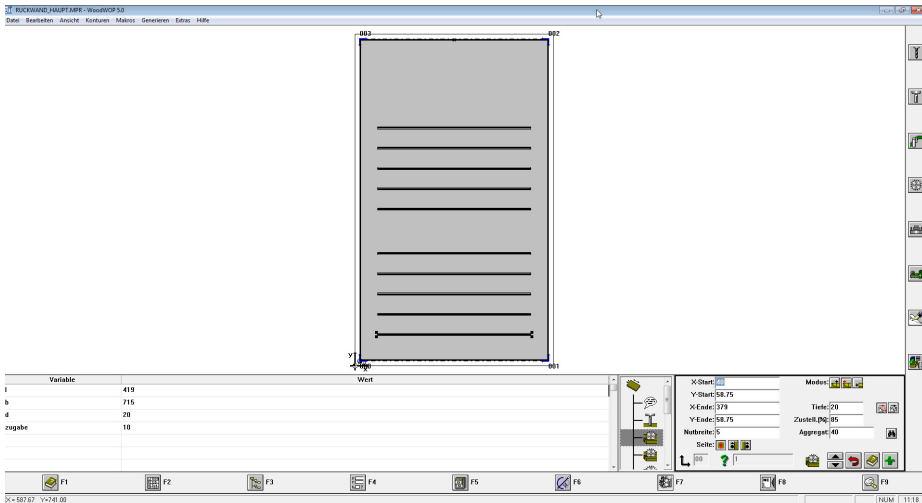 RUCKWAND_HAUPT.MPR - WoodWOP 5.0
Datei Bearbeiten Ansicht Konturen Makros Generieren Extras Hilfe
003 002
Y
001
Variable Wert
l 419
b 715
d 20
zugabe 10
X-Start: 40 Modus:
Y-Start: 58.75
X-Ende: 379 Tiefe: 20
Y-Ende: 58.75 Zustell.[%]: 85
Nutbreite: 5 Aggregat: 40
Seite:
00 ? 1
F1 F2 F3 F4 F5 F6 F7 F8 F9
X=587.67 Y=741.00 NUM 11:18